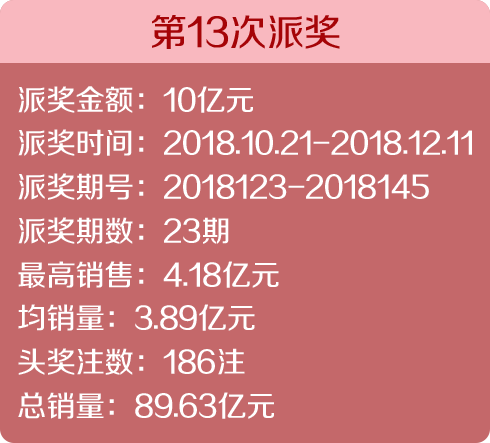 第13次派奖
派奖金额：10亿元
派奖时间：2018.10.21-2018.12.11
派奖期号：2018123-2018145
派奖期数：23期
最高销售：4.18亿元
均销量：3.89亿元
头奖注数：186注
总销量：89.63亿元